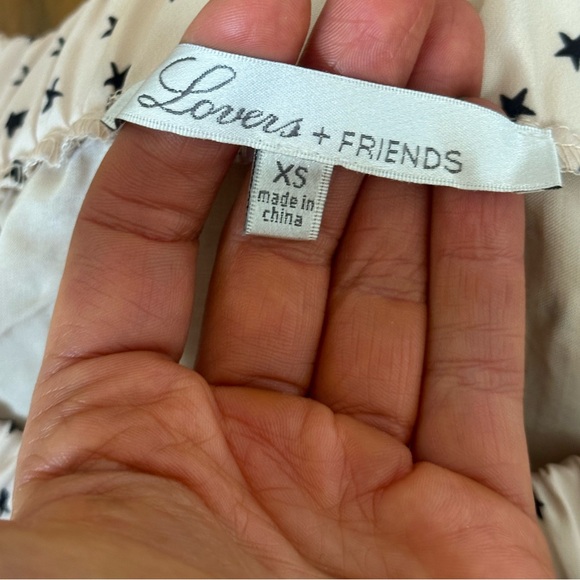 Lovers + FRIENDS
XS
made in
china